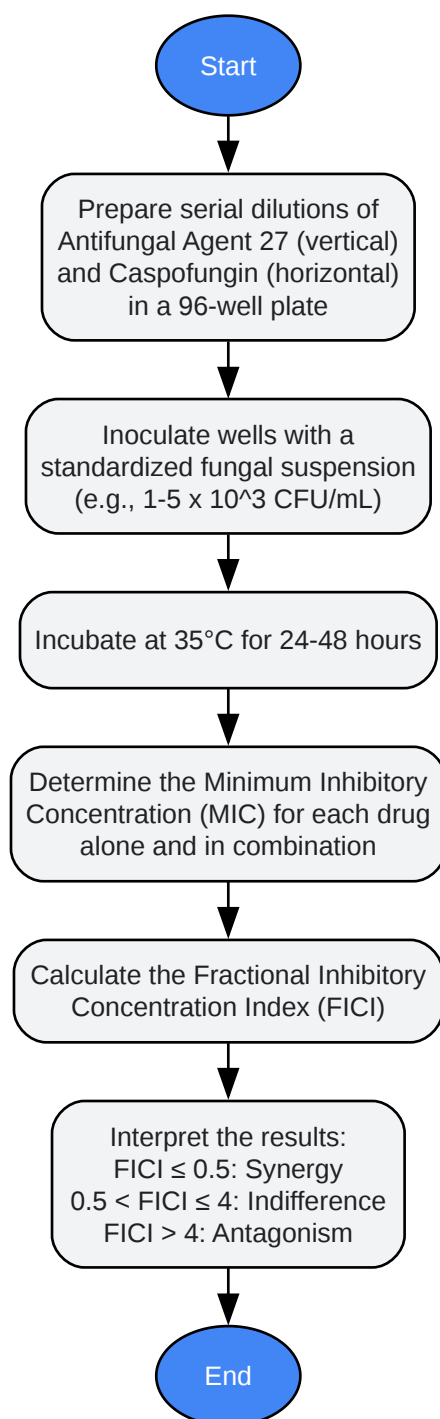 Start
Prepare serial dilutions of
Antifungal Agent 27 (vertical)
and Caspofungin (horizontal)
in a 96-well plate
Inoculate wells with a
standardized fungal suspension
(e.g., 1-5 x 10^3 CFU/mL)
Incubate at 35°C for 24-48 hours
Determine the Minimum Inhibitory
Concentration (MIC) for each drug
alone and in combination
Calculate the Fractional Inhibitory
Concentration Index (FICI)
Interpret the results:
FICI ≤ 0.5: Synergy
0.5 < FICI ≤ 4: Indifference
FICI > 4: Antagonism
End